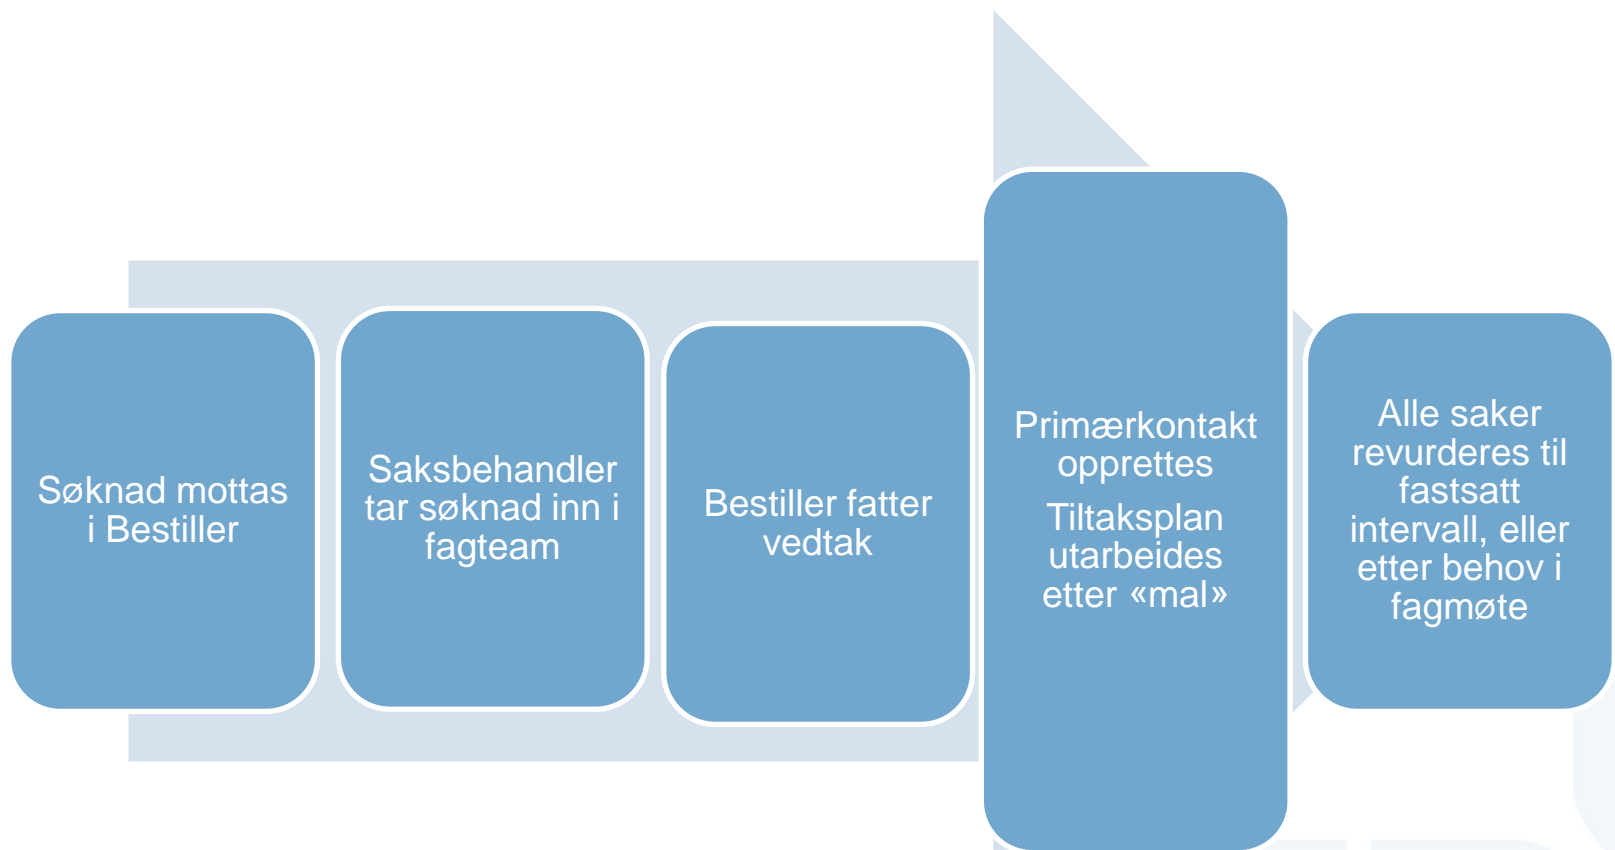 Søknad mottas
i Bestiller
Saksbehandler
tar søknad inn i
fagteam
Bestiller fatter
vedtak
Primærkontakt
opprettes
Tiltaksplan
utarbeides
etter «mal»
Alle saker
revurderes til
fastsatt
intervall, eller
etter behov i
fagmøte